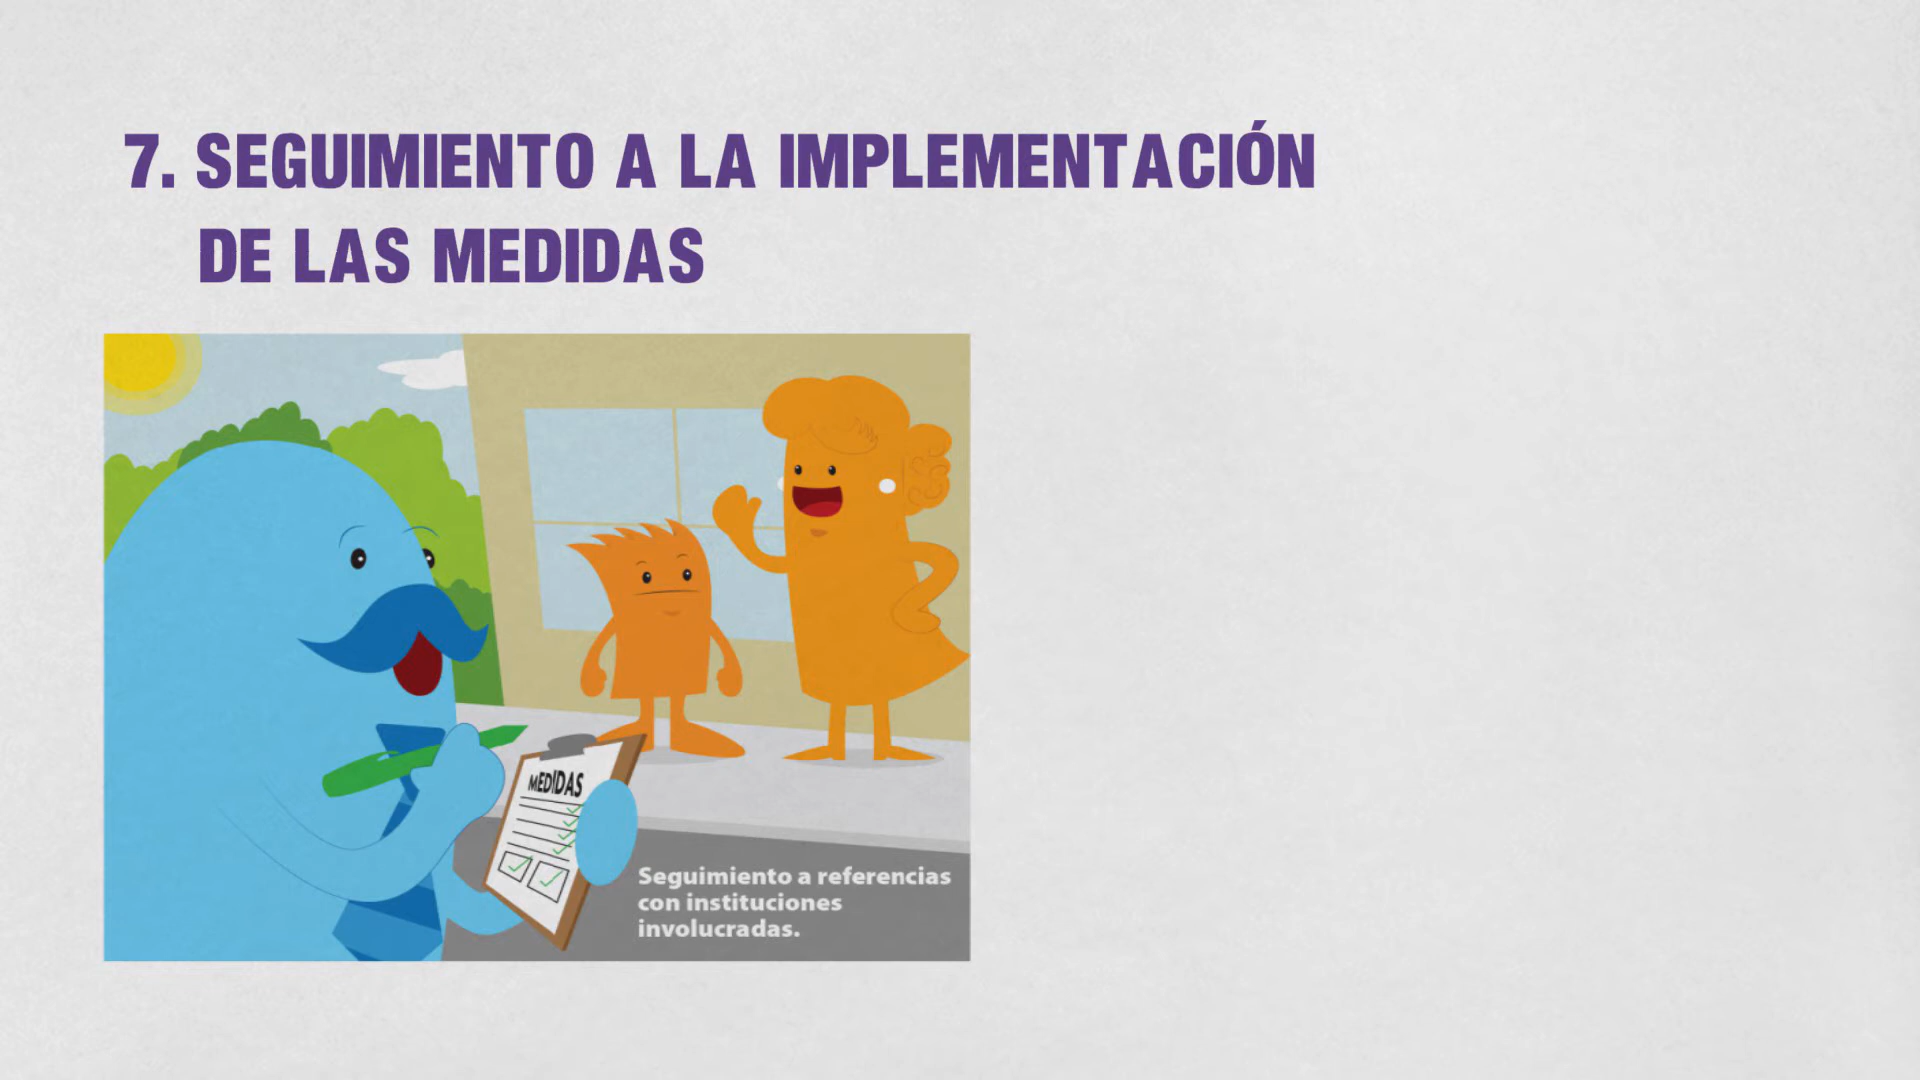 7. SEGUIMIENTO A LA IMPLEMENTACIÓN
DE LAS MEDIDAS
MEDIDAS
Seguimiento a referencias
con instituciones
involucradas.